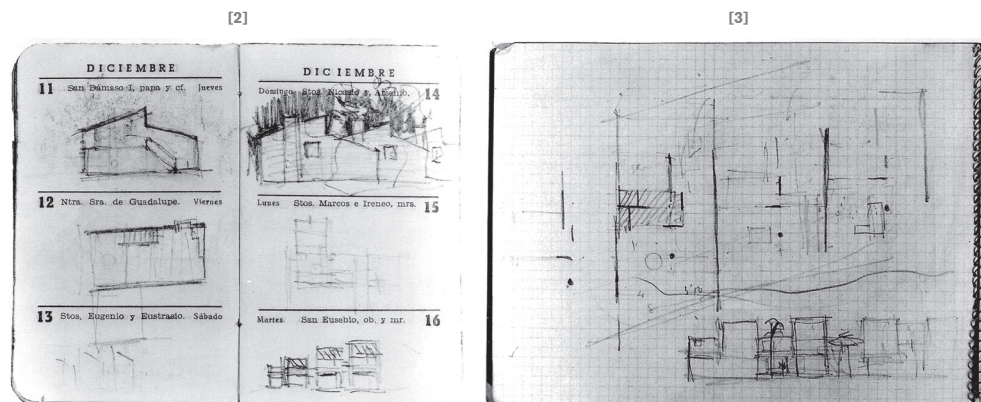 [2]
[3]
DICIEMBRE
11 San Dámaso I, papa y cf. Jueves
12 Ntra. Sra. de Guadalupe. Viernes
13 Stos. Eugenio y Eustrasio. Sábado
DICIEMBRE
Domingo Stos. Nicasio y Arsenio. 14
Lunes Stos. Marcos e Ireneo, mrs. 15
Martes San Eusebio, ob. y mr. 16